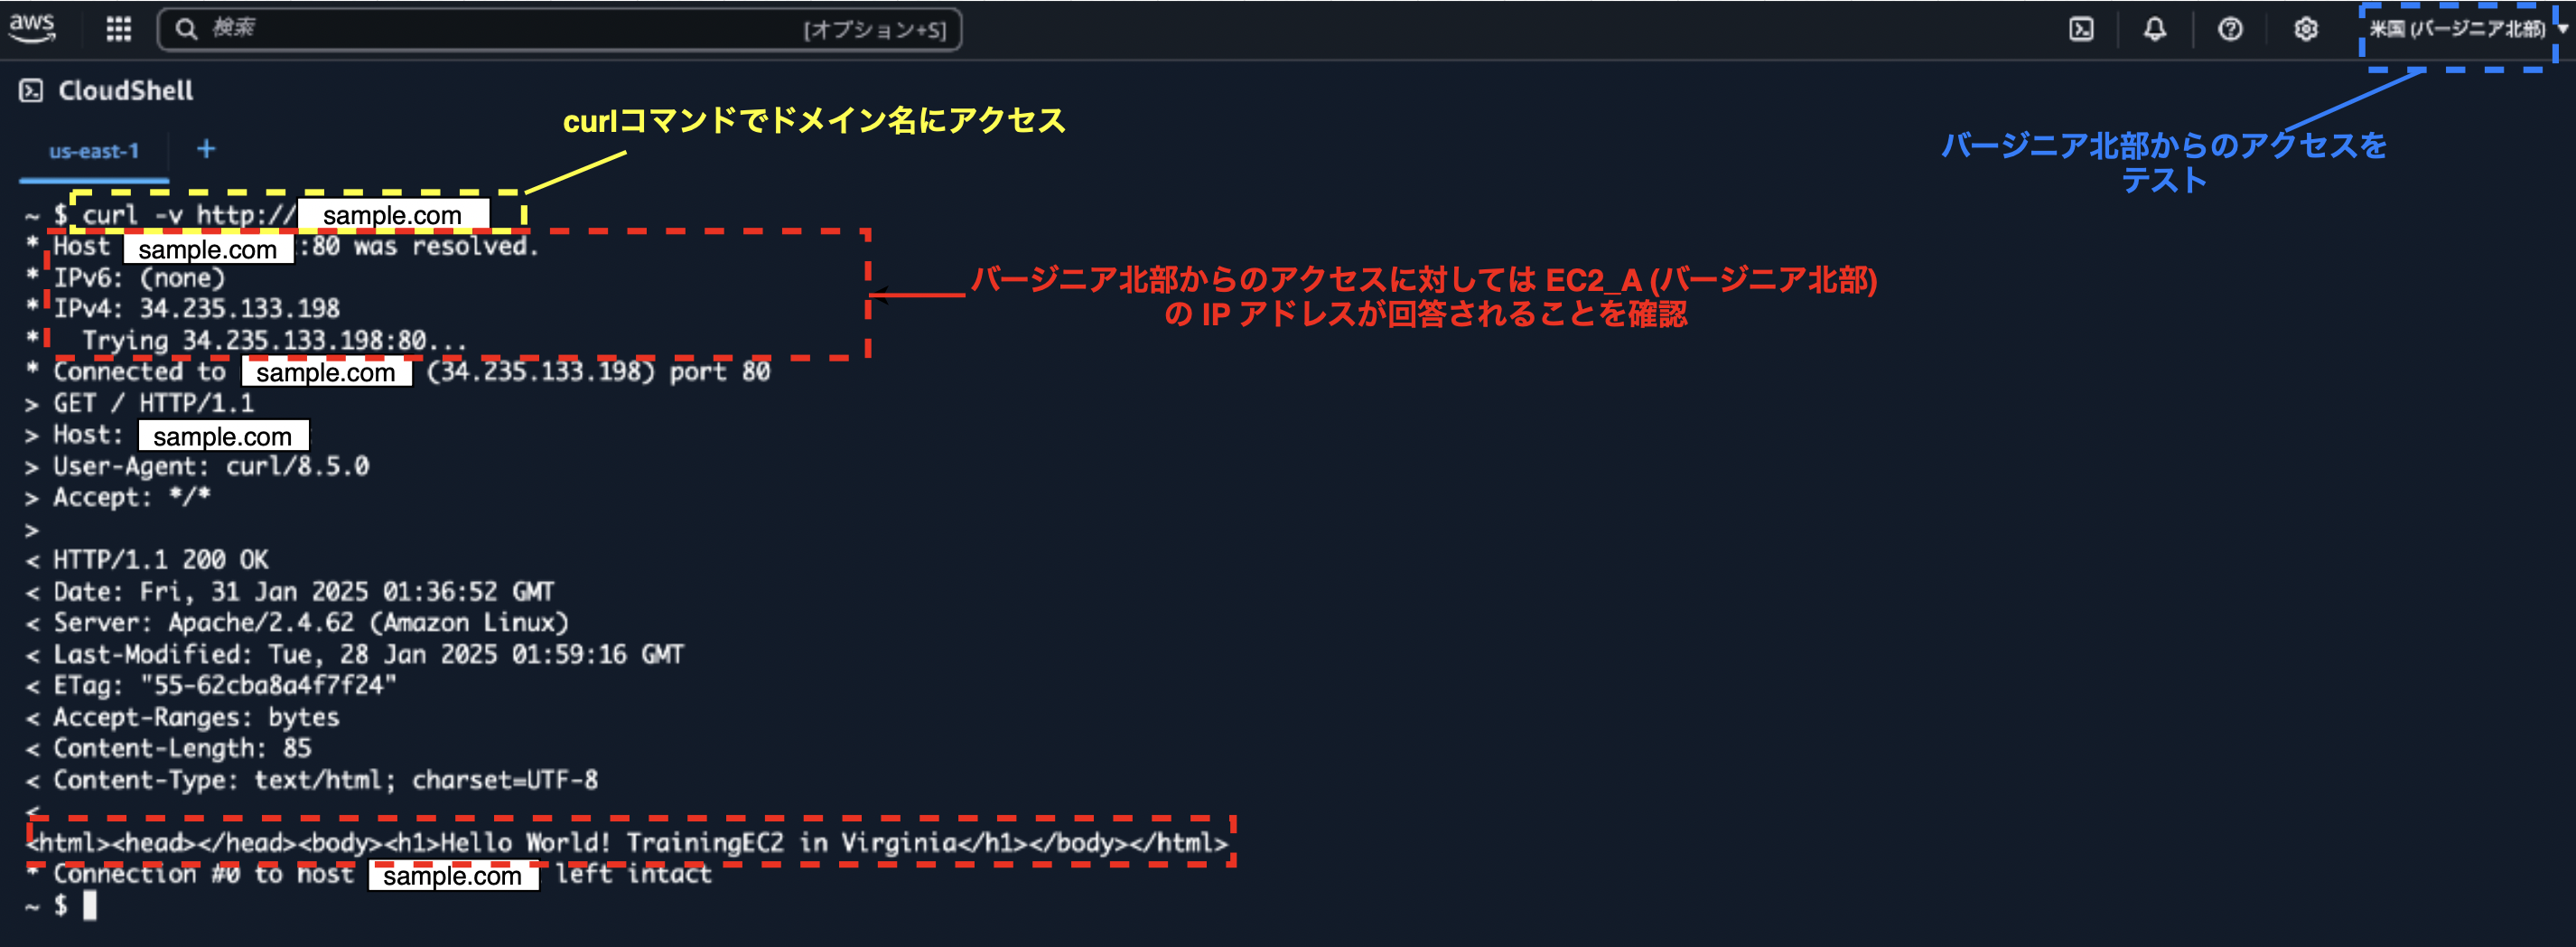 aws
検索
[オプション+S]
米国 (バージニア北部)
CloudShell
curlコマンドでドメイン名にアクセス
バージニア北部からのアクセスを
テスト
us-east-1
+
~ $ curl -v http:// sample.com
* Host sample.com :80 was resolved.
* IPv6: (none)
* IPv4: 34.235.133.198
*   Trying 34.235.133.198:80...
バージニア北部からのアクセスに対しては EC2_A (バージニア北部)
の IP アドレスが回答されることを確認
* Connected to sample.com (34.235.133.198) port 80
> GET / HTTP/1.1
> Host: sample.com
> User-Agent: curl/8.5.0
> Accept: */*
>
< HTTP/1.1 200 OK
< Date: Fri, 31 Jan 2025 01:36:52 GMT
< Server: Apache/2.4.62 (Amazon Linux)
< Last-Modified: Tue, 28 Jan 2025 01:59:16 GMT
< ETag: "55-62cba8a4f7f24"
< Accept-Ranges: bytes
< Content-Length: 85
< Content-Type: text/html; charset=UTF-8
<
<html><head></head><body><h1>Hello World! TrainingEC2 in Virginia</h1></body></html>
* Connection #0 to host sample.com left intact
~ $